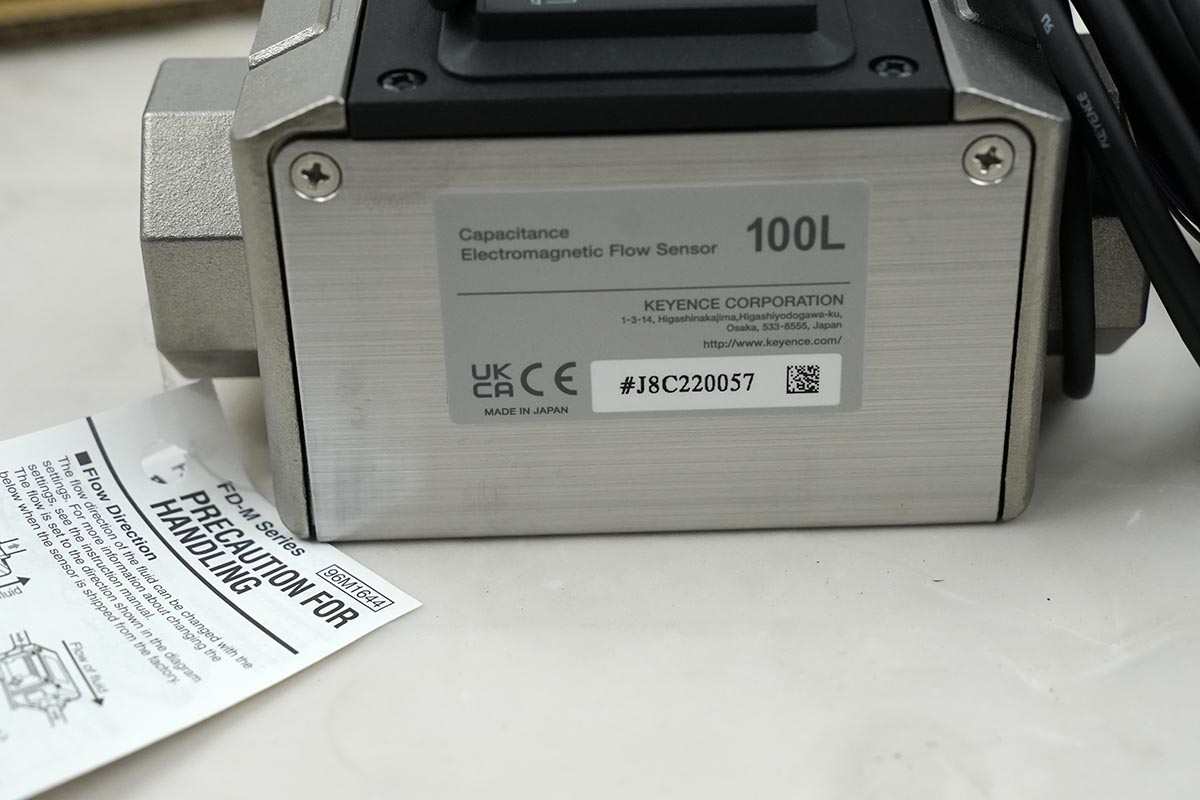 Capacitance
Electromagnetic Flow Sensor
100L
KEYENCE CORPORATION
1-3-14, Higashinakajima,Higashiyodogawa-ku,
Osaka, 533-8555, Japan
http://www.keyence.com/
UK
CA CE
MADE IN JAPAN
#J8C220057
KEYENCE
96M1644
FD-M Series
PRECAUTION FOR
HANDLING
■ Flow Direction
The flow direction of the fluid can be changed with the
settings. For more information about changing the
settings, see the instruction manual.
The flow is set to the direction shown in the diagram
below when the sensor is shipped from the factory.
fluid
Flow of fluid